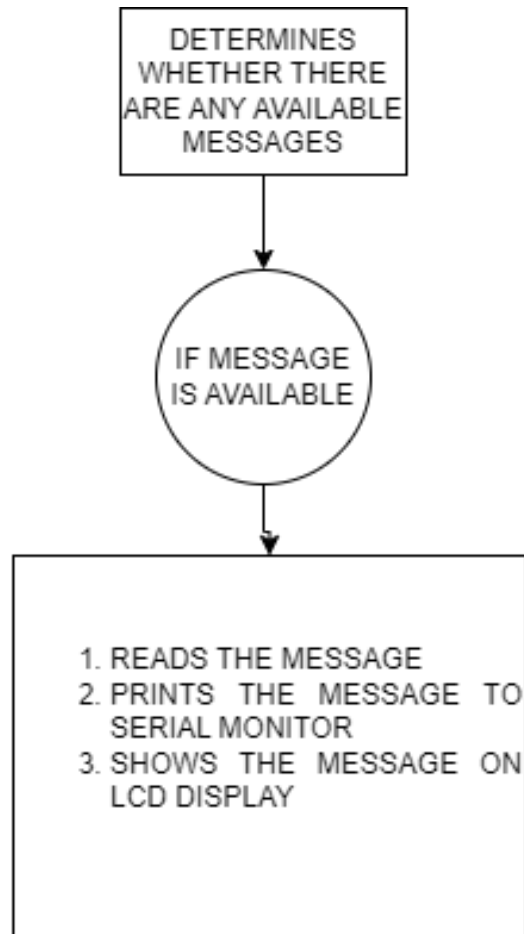 DETERMINES
WHETHER THERE
ARE ANY AVAILABLE
MESSAGES
IF MESSAGE
IS AVAILABLE
1. READS THE MESSAGE
2. PRINTS THE MESSAGE TO
SERIAL MONITOR
3. SHOWS THE MESSAGE ON
LCD DISPLAY